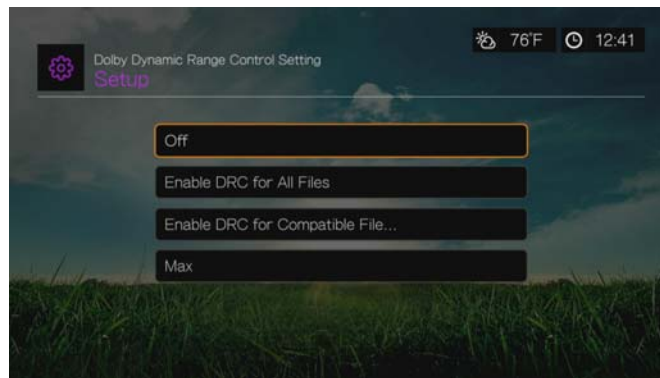 76°F 12:41
Dolby Dynamic Range Control Setting
Setup
Off
Enable DRC for All Files
Enable DRC for Compatible File...
Max